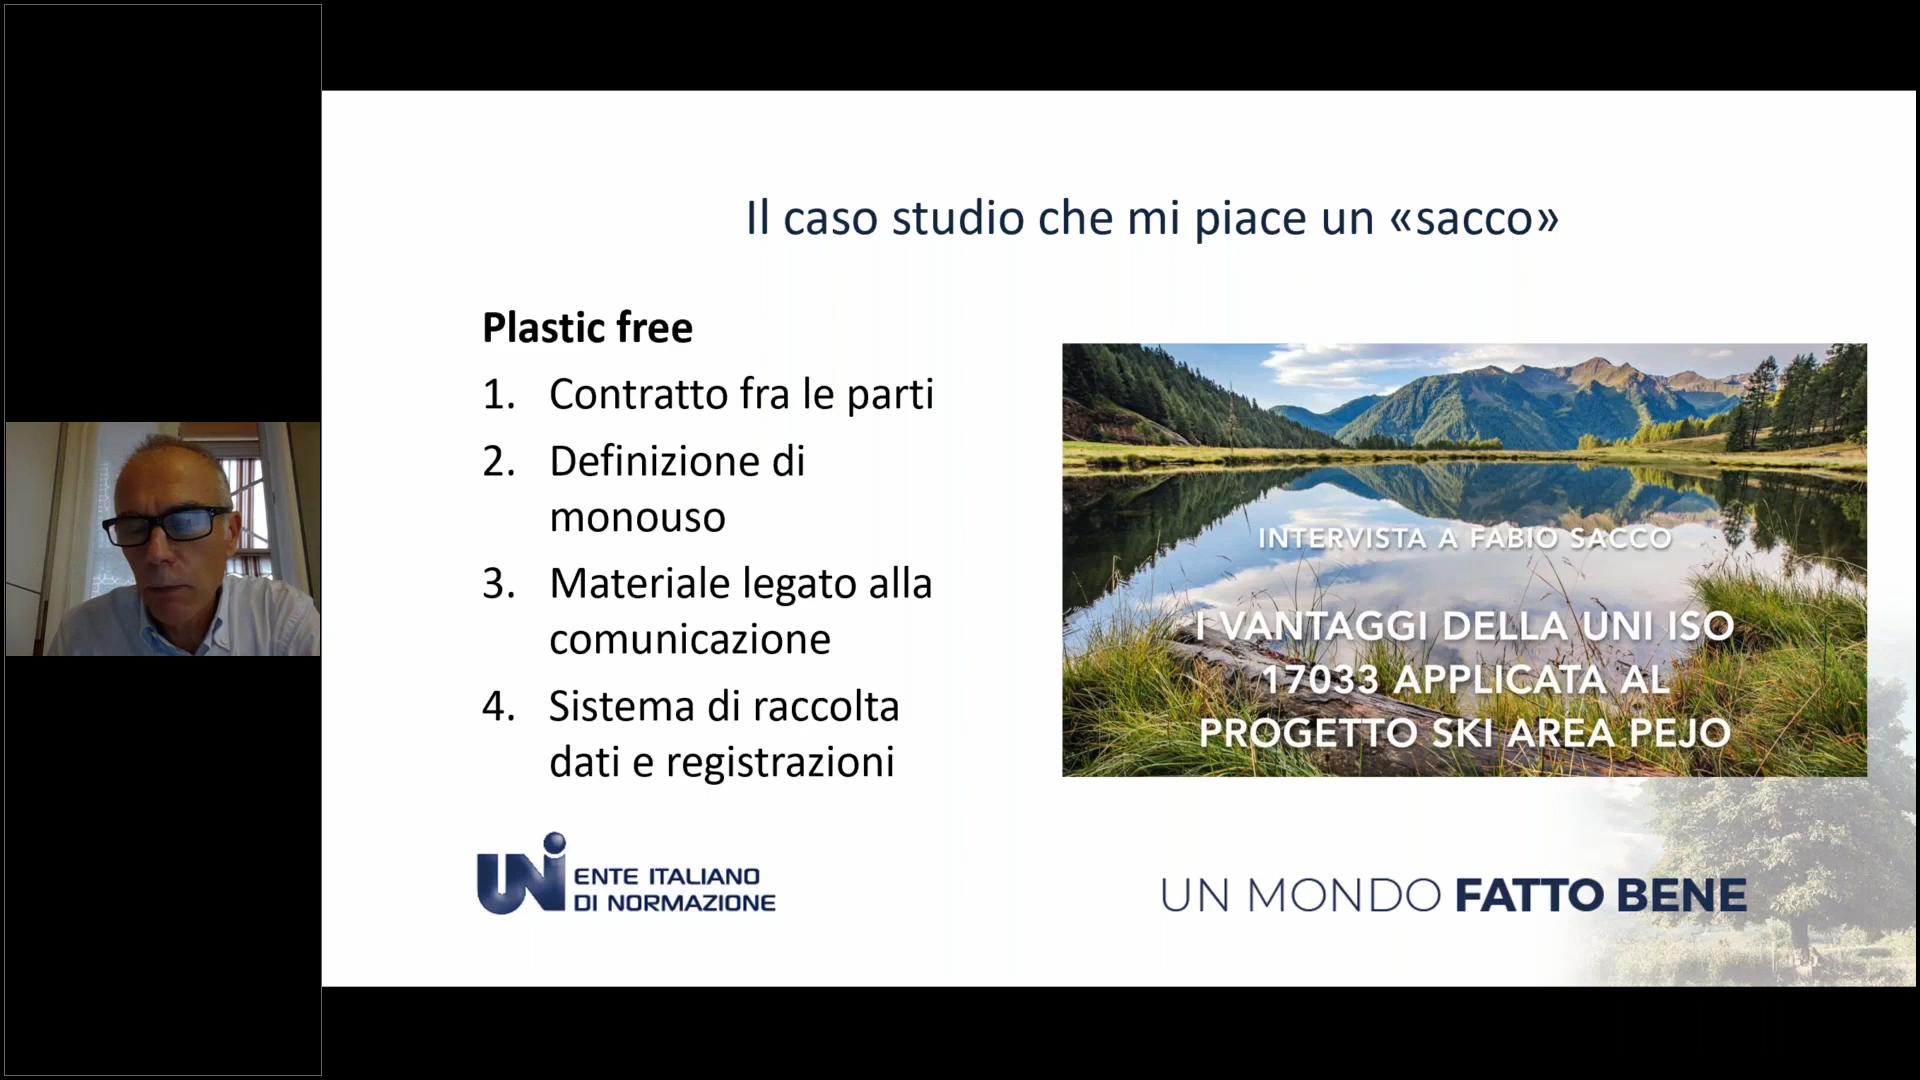 Il caso studio che mi piace un «sacco»
Plastic free
1. Contratto fra le parti
2. Definizione di
monouso
3. Materiale legato alla
comunicazione
4. Sistema di raccolta
dati e registrazioni
INTERVISTA A FABIO SACCO
I VANTAGGI DELLA UNI ISO
17033 APPLICATA AL
PROGETTO SKI AREA PEJO
UNI ENTE ITALIANO
DI NORMAZIONE
UN MONDO FATTO BENE